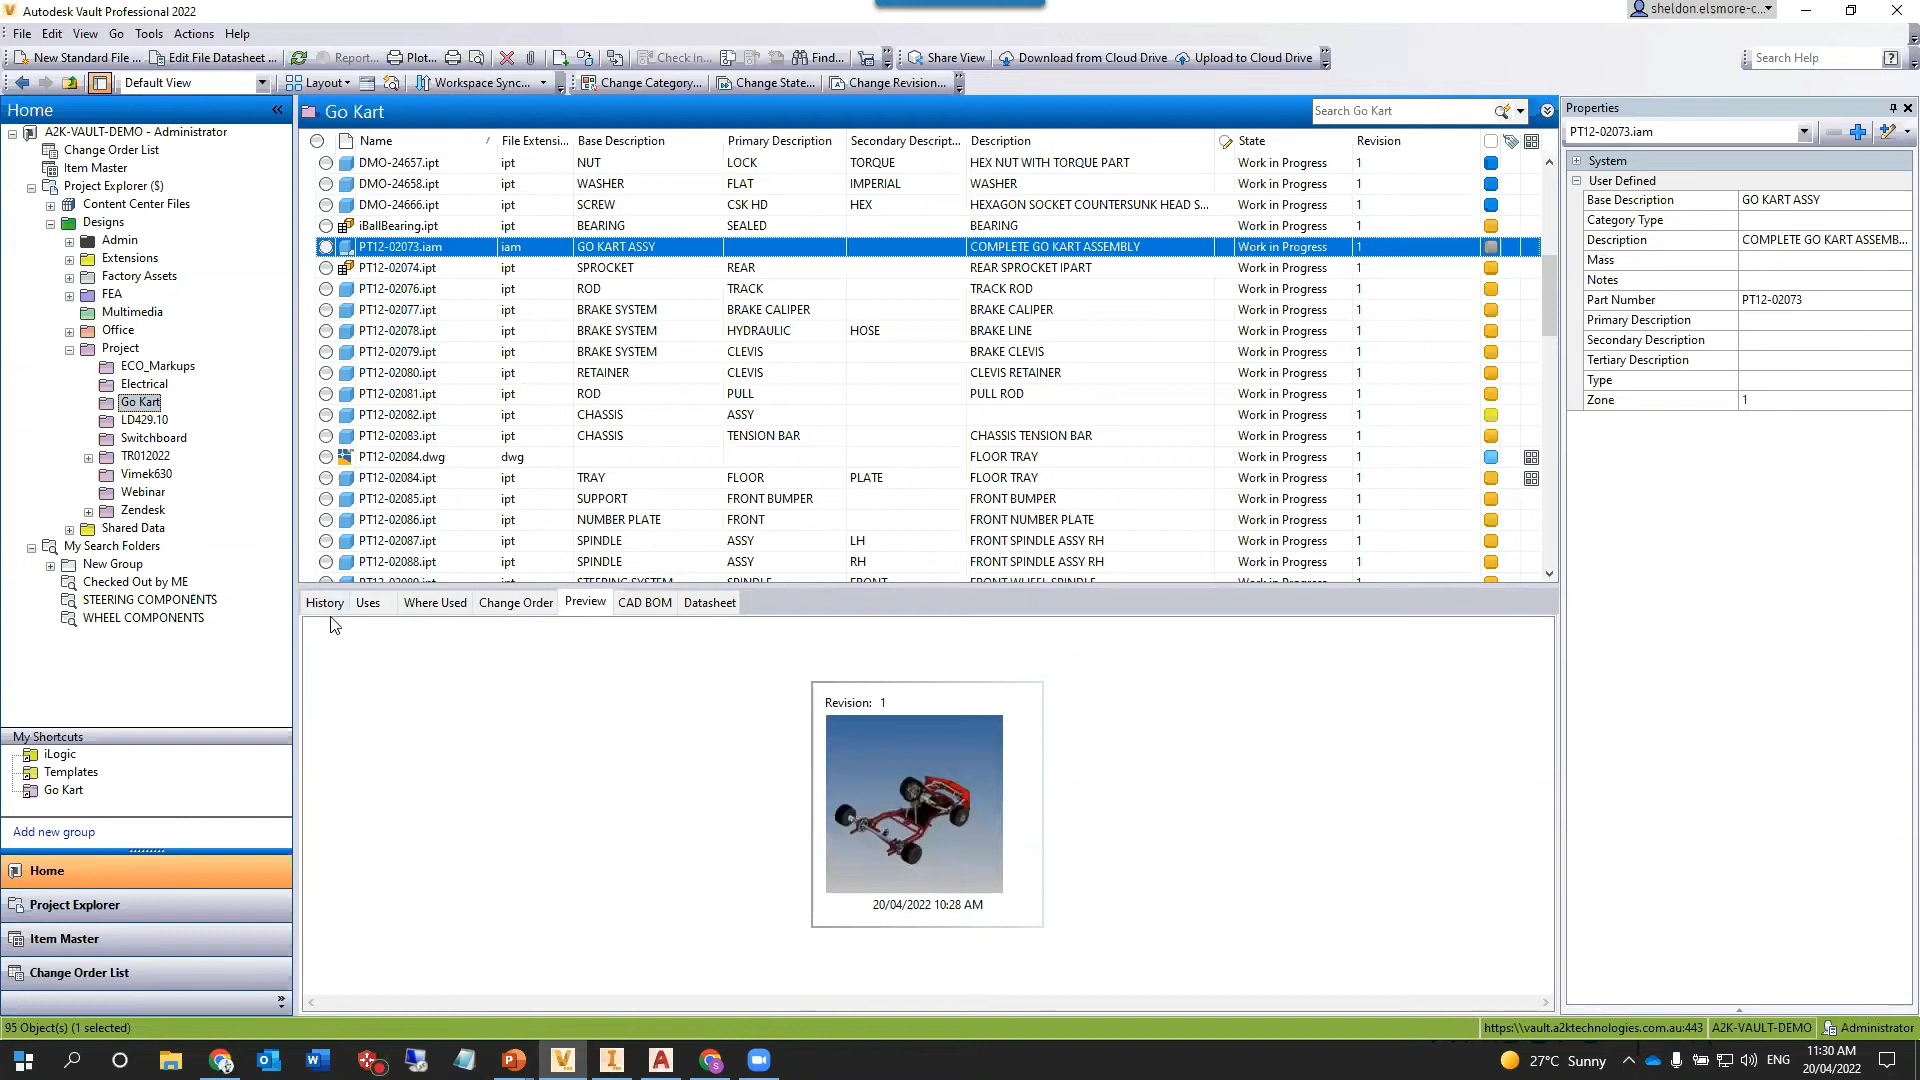 Autodesk Vault Professional 2022
sheldon.elsmore-c...
File Edit View Go Tools Actions Help
New Standard File ... Edit File Datasheet ... Report... Plot... Check In... Find... Share View Download from Cloud Drive Upload to Cloud Drive Search Help
Default View Layout Workspace Sync... Change Category... Change State... Change Revision...
Home
A2K-VAULT-DEMO - Administrator
Change Order List
Item Master
Project Explorer ($)
Content Center Files
Designs
Admin
Extensions
Factory Assets
FEA
Multimedia
Office
Project
ECO_Markups
Electrical
Go Kart
LD429.10
Switchboard
TR012022
Vimek630
Webinar
Zendesk
Shared Data
My Search Folders
New Group
Checked Out by ME
STEERING COMPONENTS
WHEEL COMPONENTS
My Shortcuts
iLogic
Templates
Go Kart
Add new group
Home
Project Explorer
Item Master
Change Order List
Go Kart Search Go Kart
Name / File Extensi... Base Description Primary Description Secondary Descript... Description State Revision
DMO-24657.ipt ipt NUT LOCK TORQUE HEX NUT WITH TORQUE PART Work in Progress 1
DMO-24658.ipt ipt WASHER FLAT IMPERIAL WASHER Work in Progress 1
DMO-24666.ipt ipt SCREW CSK HD HEX HEXAGON SOCKET COUNTERSUNK HEAD S... Work in Progress 1
iBallBearing.ipt ipt BEARING SEALED BEARING Work in Progress 1
PT12-02073.iam iam GO KART ASSY COMPLETE GO KART ASSEMBLY Work in Progress 1
PT12-02074.ipt ipt SPROCKET REAR REAR SPROCKET IPART Work in Progress 1
PT12-02076.ipt ipt ROD TRACK TRACK ROD Work in Progress 1
PT12-02077.ipt ipt BRAKE SYSTEM BRAKE CALIPER BRAKE CALIPER Work in Progress 1
PT12-02078.ipt ipt BRAKE SYSTEM HYDRAULIC HOSE BRAKE LINE Work in Progress 1
PT12-02079.ipt ipt BRAKE SYSTEM CLEVIS BRAKE CLEVIS Work in Progress 1
PT12-02080.ipt ipt RETAINER CLEVIS CLEVIS RETAINER Work in Progress 1
PT12-02081.ipt ipt ROD PULL PULL ROD Work in Progress 1
PT12-02082.ipt ipt CHASSIS ASSY Work in Progress 1
PT12-02083.ipt ipt CHASSIS TENSION BAR CHASSIS TENSION BAR Work in Progress 1
PT12-02084.dwg dwg FLOOR TRAY Work in Progress 1
PT12-02084.ipt ipt TRAY FLOOR PLATE FLOOR TRAY Work in Progress 1
PT12-02085.ipt ipt SUPPORT FRONT BUMPER FRONT BUMPER Work in Progress 1
PT12-02086.ipt ipt NUMBER PLATE FRONT FRONT NUMBER PLATE Work in Progress 1
PT12-02087.ipt ipt SPINDLE ASSY LH FRONT SPINDLE ASSY RH Work in Progress 1
PT12-02088.ipt ipt SPINDLE ASSY RH FRONT SPINDLE ASSY RH Work in Progress 1
PT12-02089.ipt ipt STEERING SYSTEM SPINDLE FRONT FRONT WHEEL SPINDLE Work in Progress 1
History Uses Where Used Change Order Preview CAD BOM Datasheet
Revision: 1
20/04/2022 10:28 AM
Properties
PT12-02073.iam
System
User Defined
Base Description GO KART ASSY
Category Type
Description COMPLETE GO KART ASSEMB...
Mass
Notes
Part Number PT12-02073
Primary Description
Secondary Description
Tertiary Description
Type
Zone 1
95 Object(s) (1 selected) https:\\vault.a2ktechnologies.com.au:443 A2K-VAULT-DEMO Administrator
27°C Sunny ENG 11:30 AM
20/04/2022